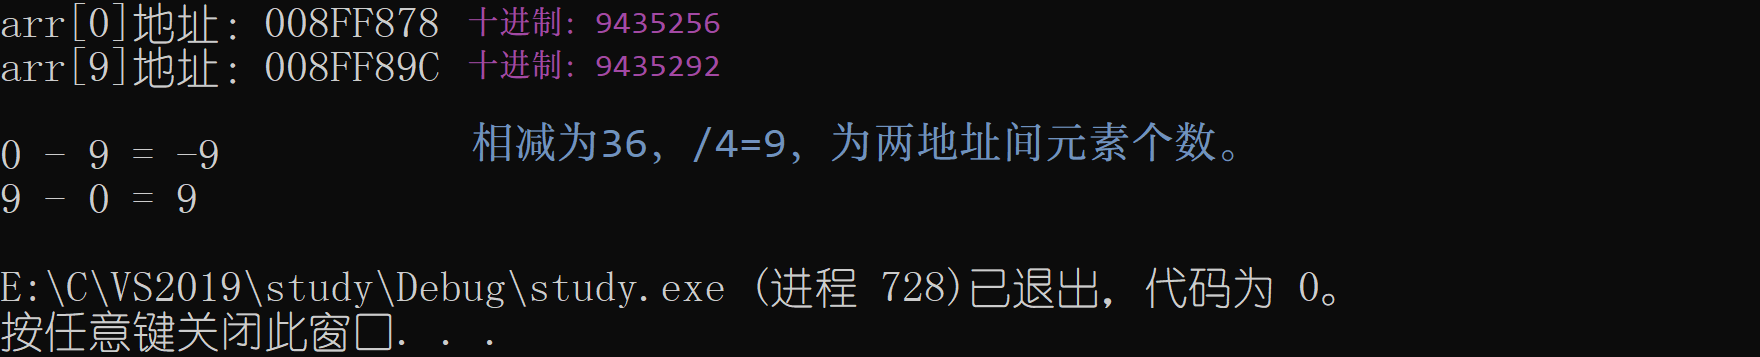 arr[0]地址: 008FF878 十进制：9435256
arr[9]地址: 008FF89C 十进制：9435292
相减为36，/4=9，为两地址间元素个数。
0 - 9 = -9
9 - 0 = 9
E:\C\VS2019\study\Debug\study.exe (进程 728)已退出，代码为 0。
按任意键关闭此窗口. . .